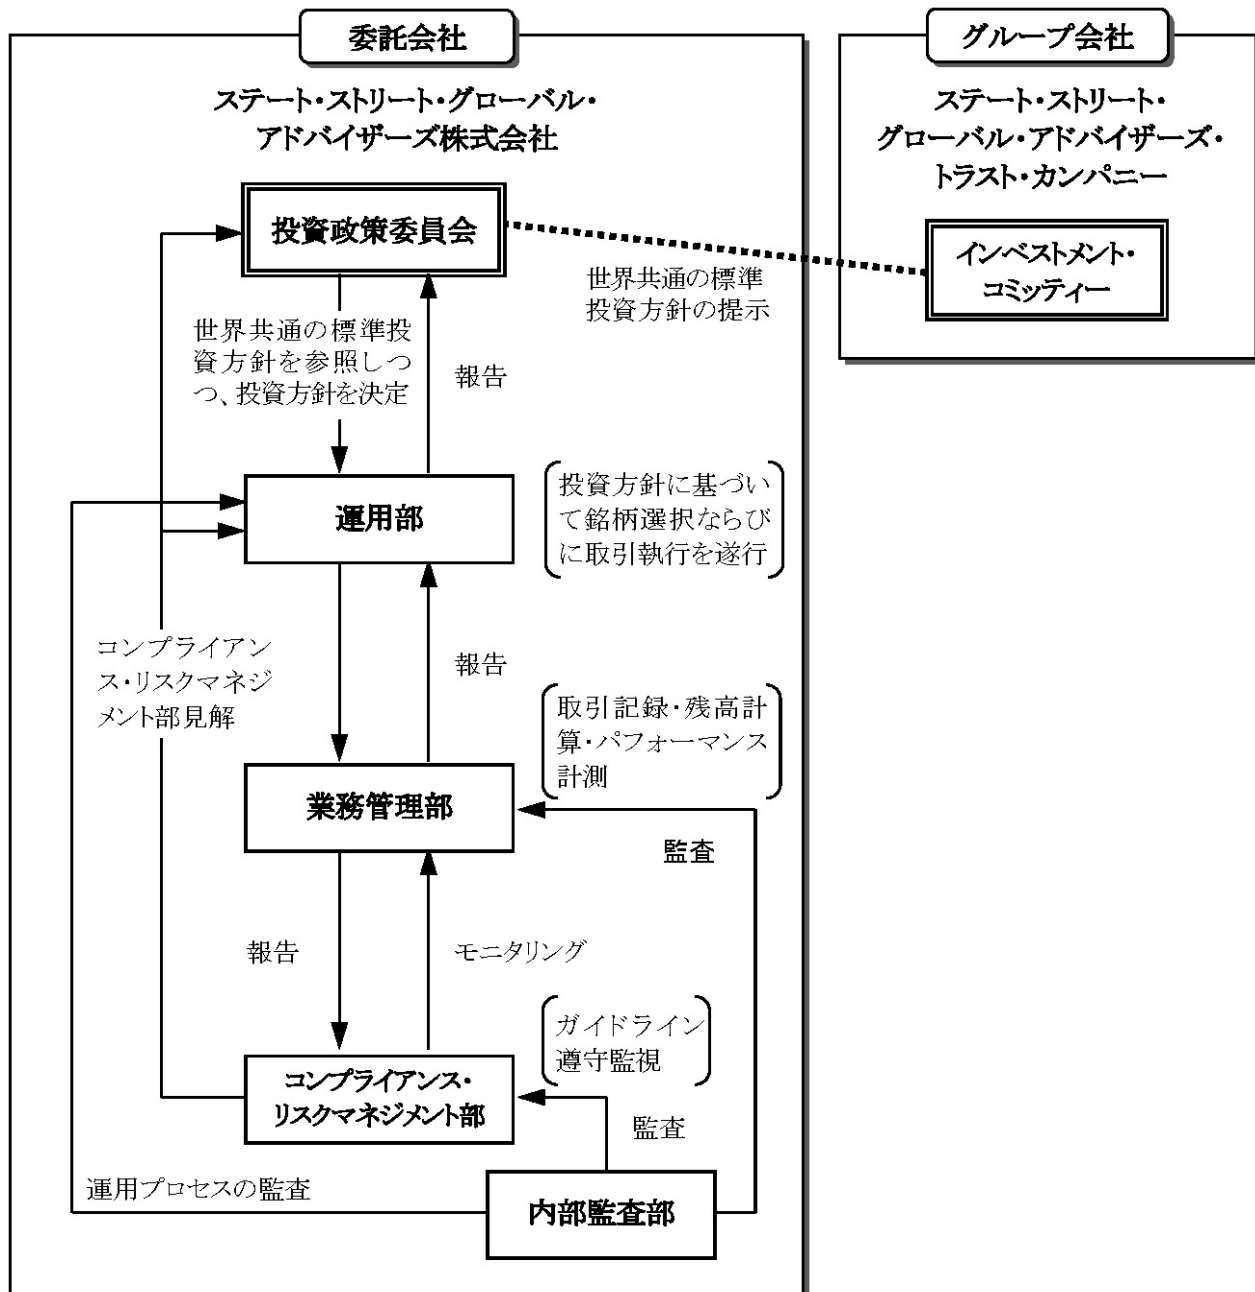 委託会社
ステート・ストリート・グローバル・
アドバイザーズ株式会社
グループ会社
ステート・ストリート・
グローバル・アドバイザーズ・
トラスト・カンパニー
投資政策委員会
インベストメント・
コミッティー
世界共通の標準
投資方針の提示
世界共通の標準投
資方針を参照しつ
つ、投資方針を決定
報告
運用部
投資方針に基づい
て銘柄選択ならび
に取引執行を遂行
コンプライアン
ス・リスクマネジ
メント部見解
報告
取引記録・残高計
算・パフォーマンス
計測
業務管理部
監査
報告
モニタリング
ガイドライン
遵守監視
コンプライアンス・
リスクマネジメント部
監査
運用プロセスの監査
内部監査部